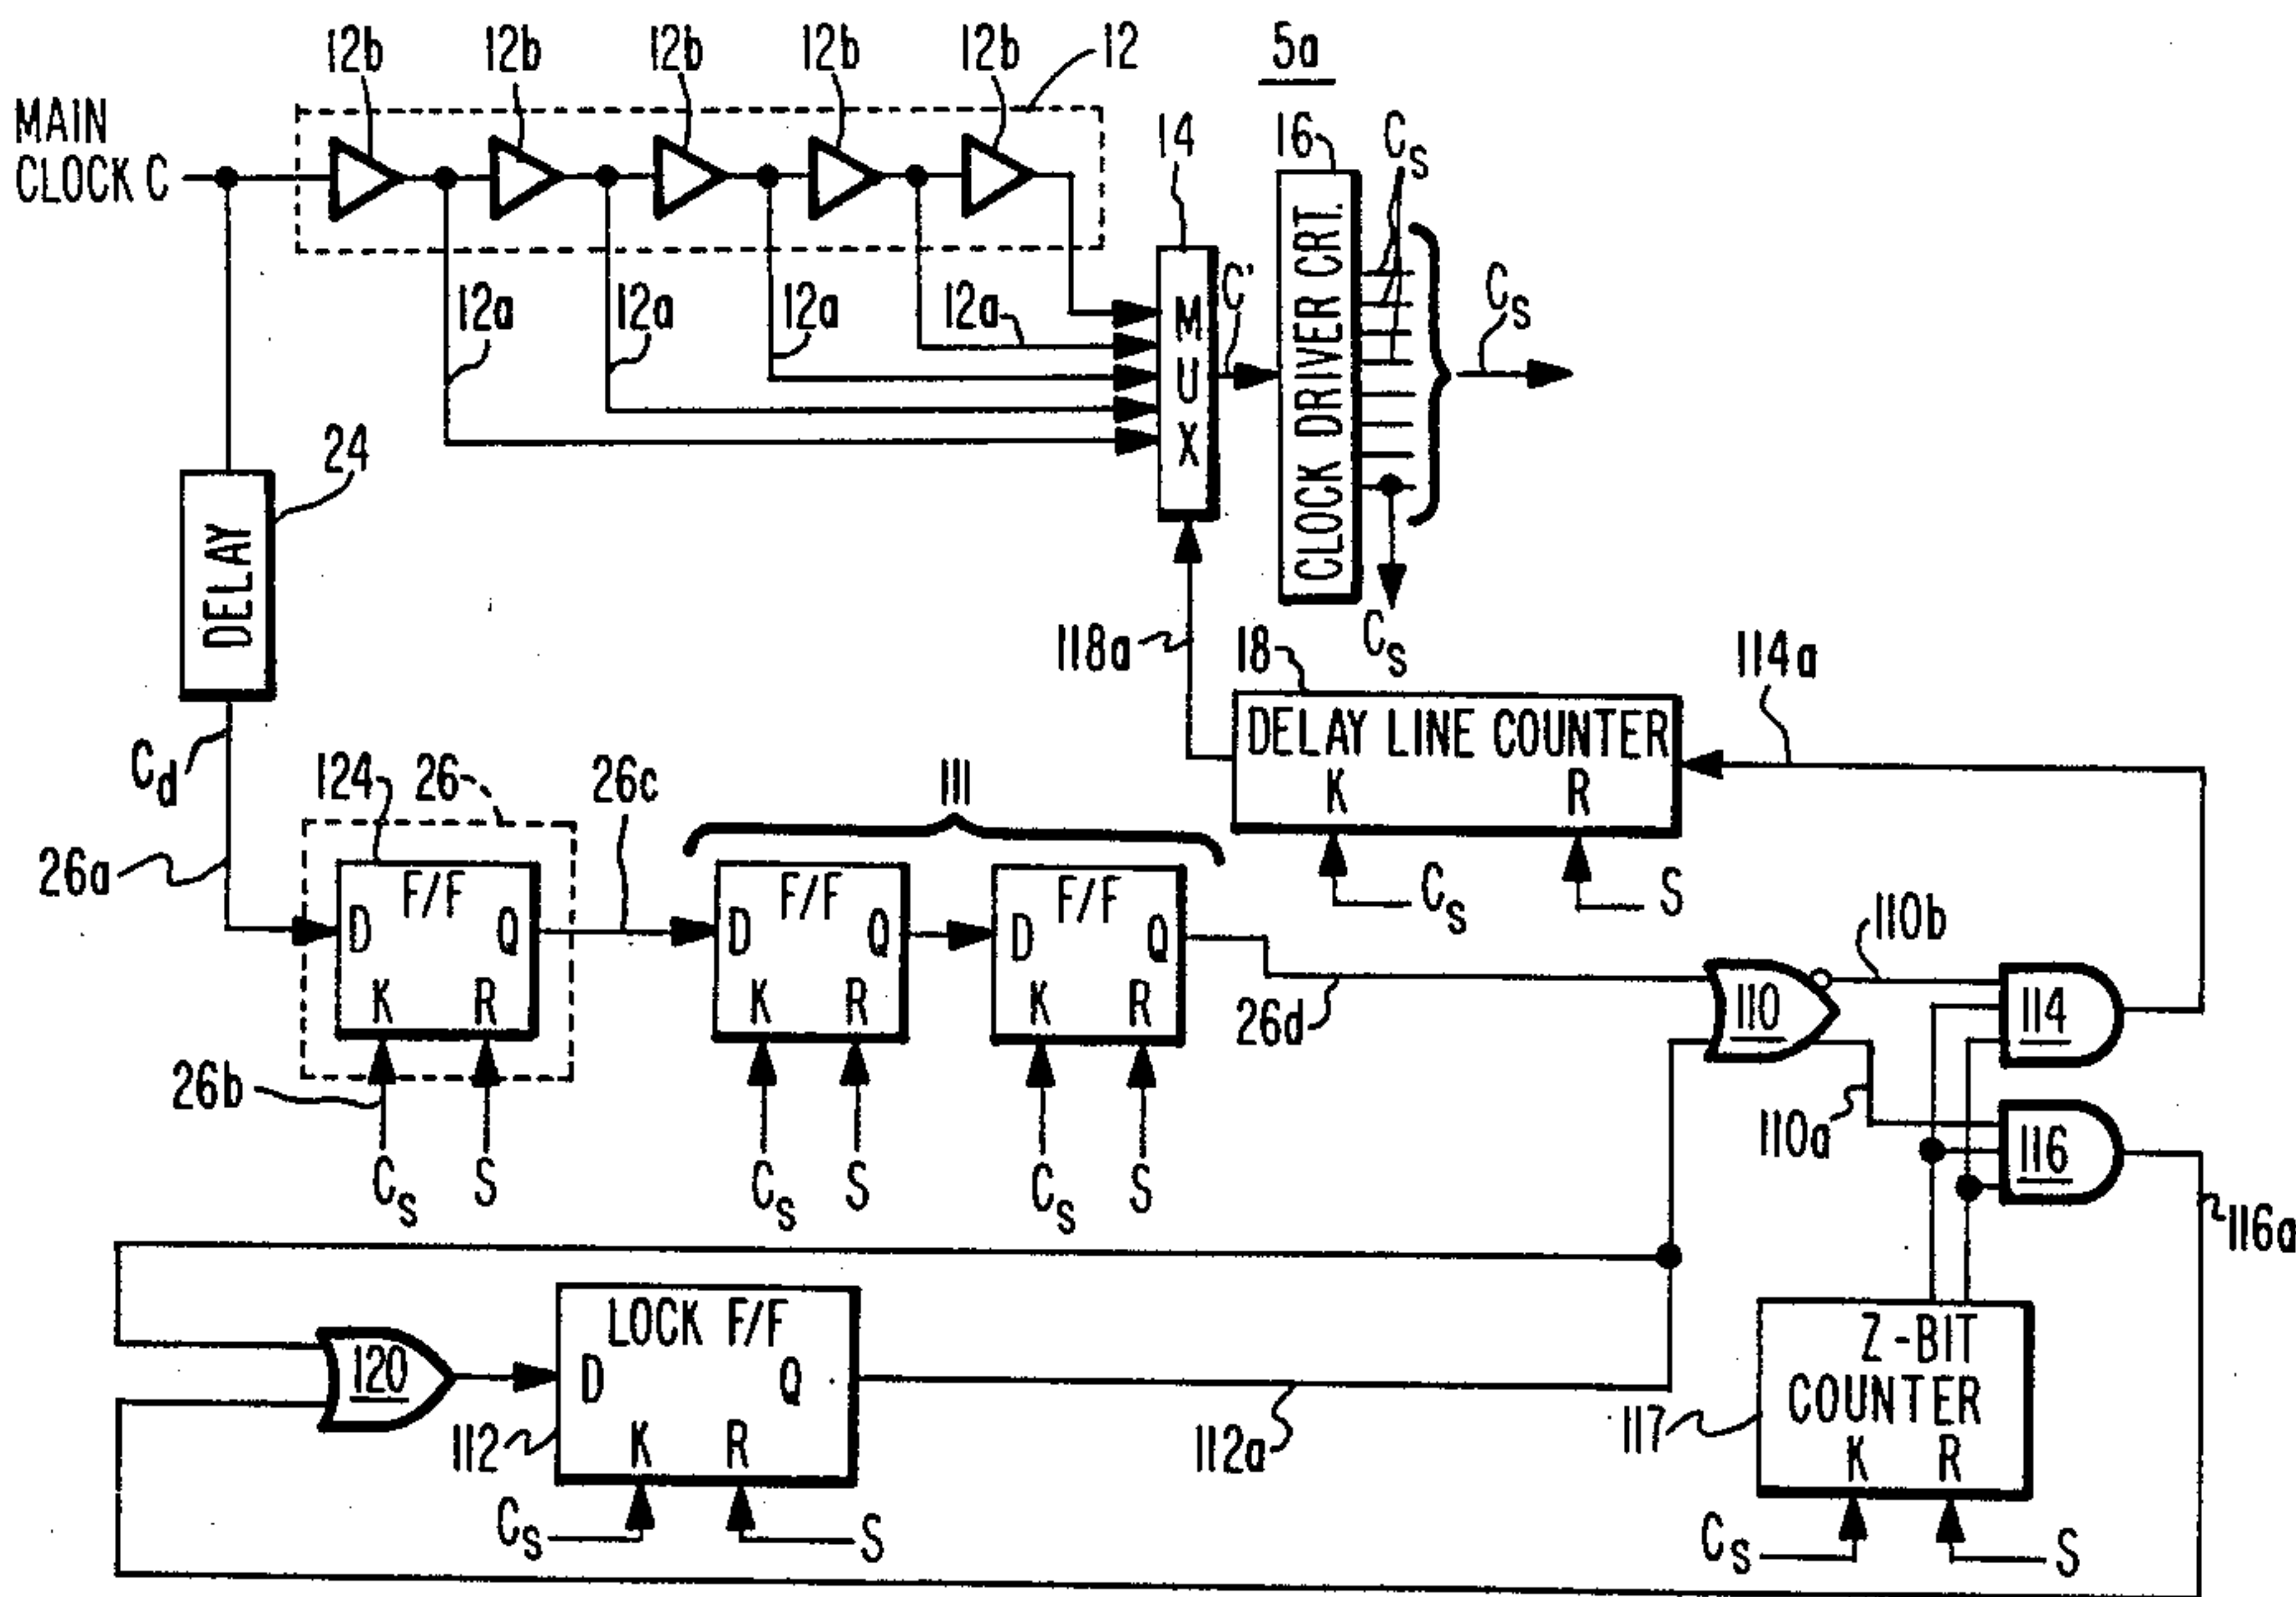 12b 12b 12b 12b 12b 12
5a
MAIN
CLOCK C
14
16
Cs
12a 12a 12a 12a
C'
Cs
MUX
CLOCK DRIVER CRT.
24
DELAY
Cs
118a
18
114a
DELAY LINE COUNTER
K R
Cs S
Cd
124
26
26c
111
26a
F/F
D Q
K R
F/F
D Q
K R
F/F
D Q
K R
26d
110
110b
114
26b
Cs S
Cs S
Cs S
110a
116
116a
120
LOCK F/F
D Q
K R
112
112a
Z-BIT
COUNTER
K R
117
Cs S
Cs S